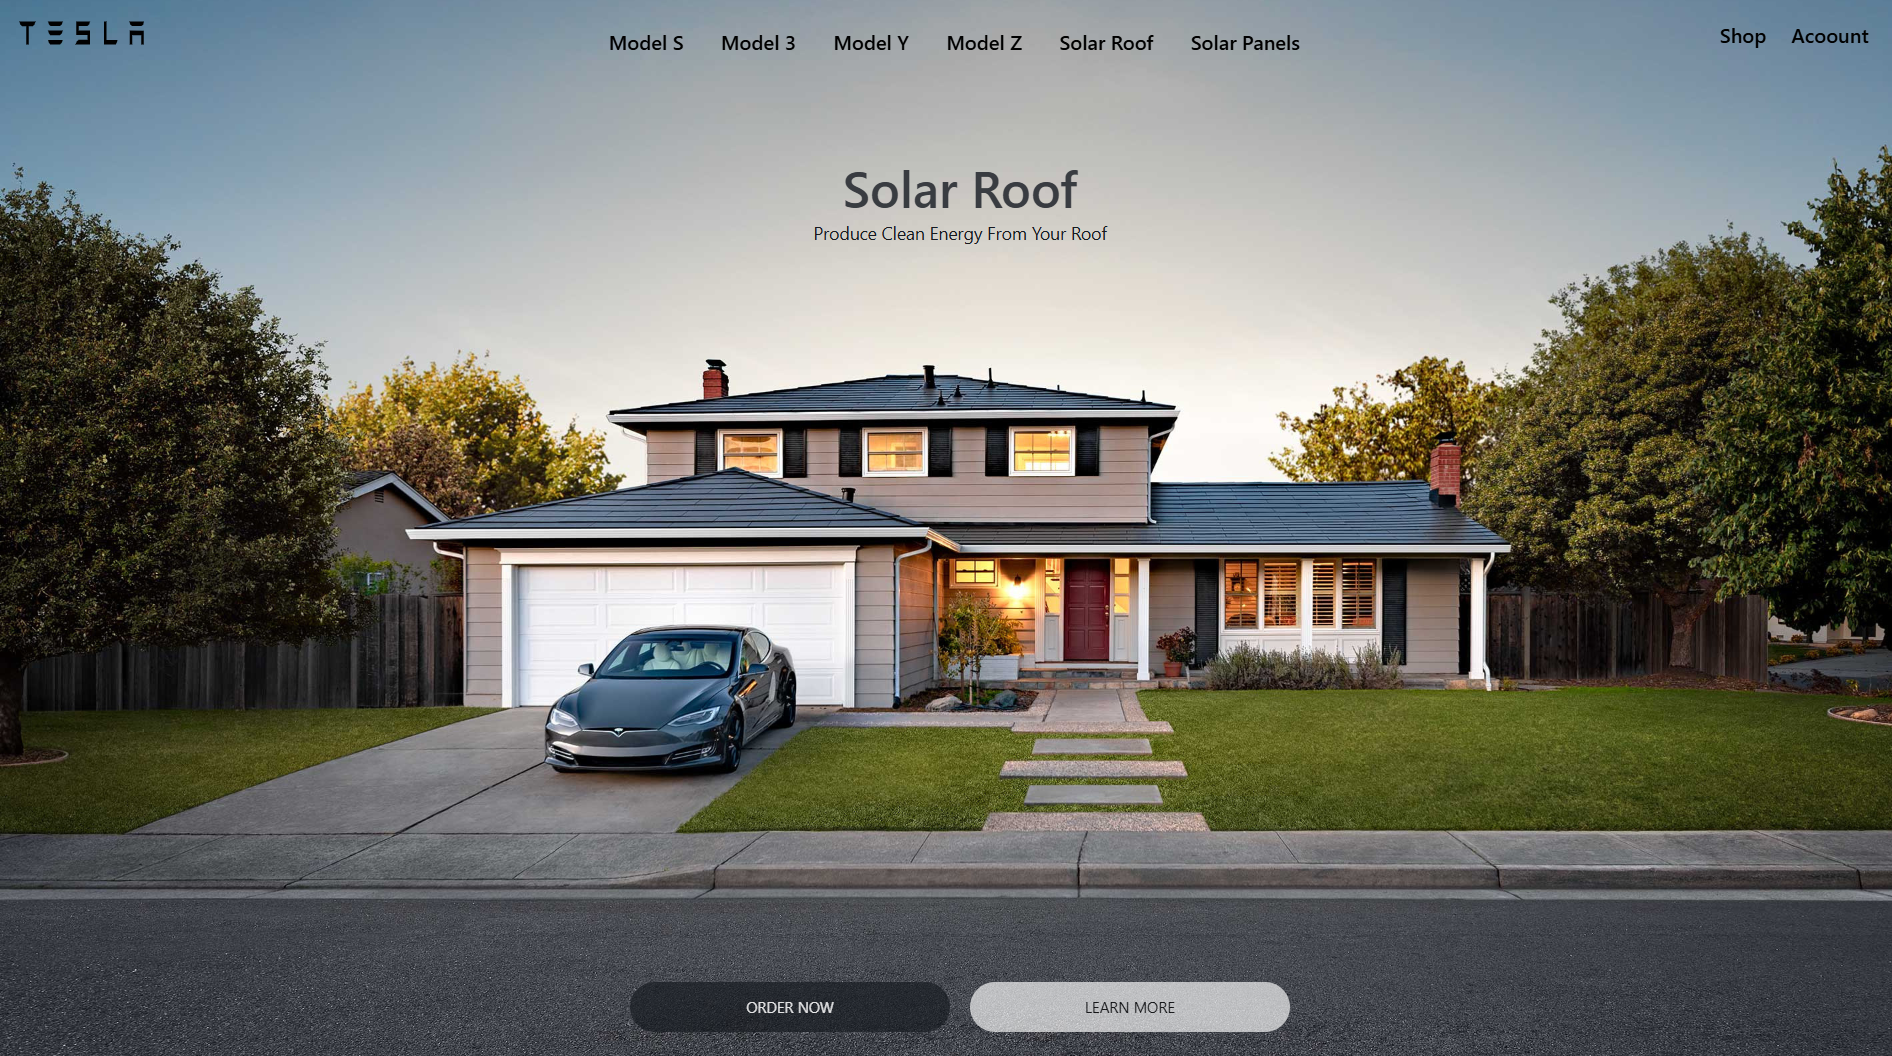 TESLA
Model S Model 3 Model Y Model Z Solar Roof Solar Panels
Shop Acoount
Solar Roof
Produce Clean Energy From Your Roof
ORDER NOW
LEARN MORE